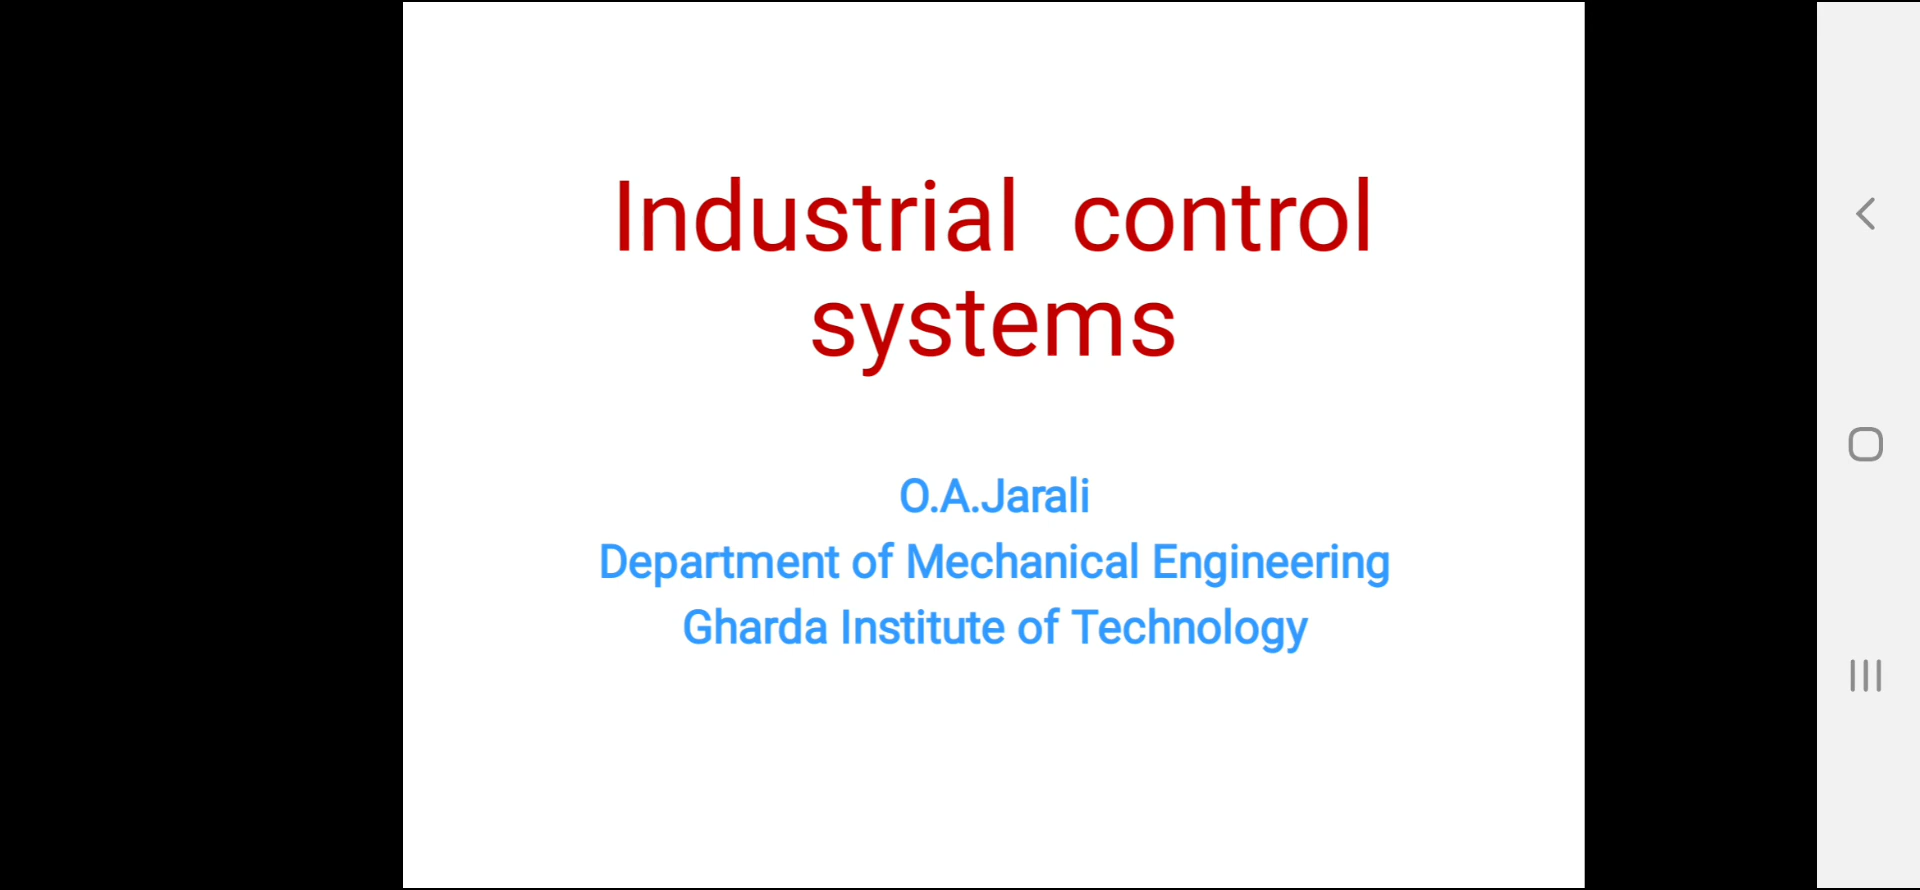 Industrial control
systems
O.A.Jarali
Department of Mechanical Engineering
Gharda Institute of Technology